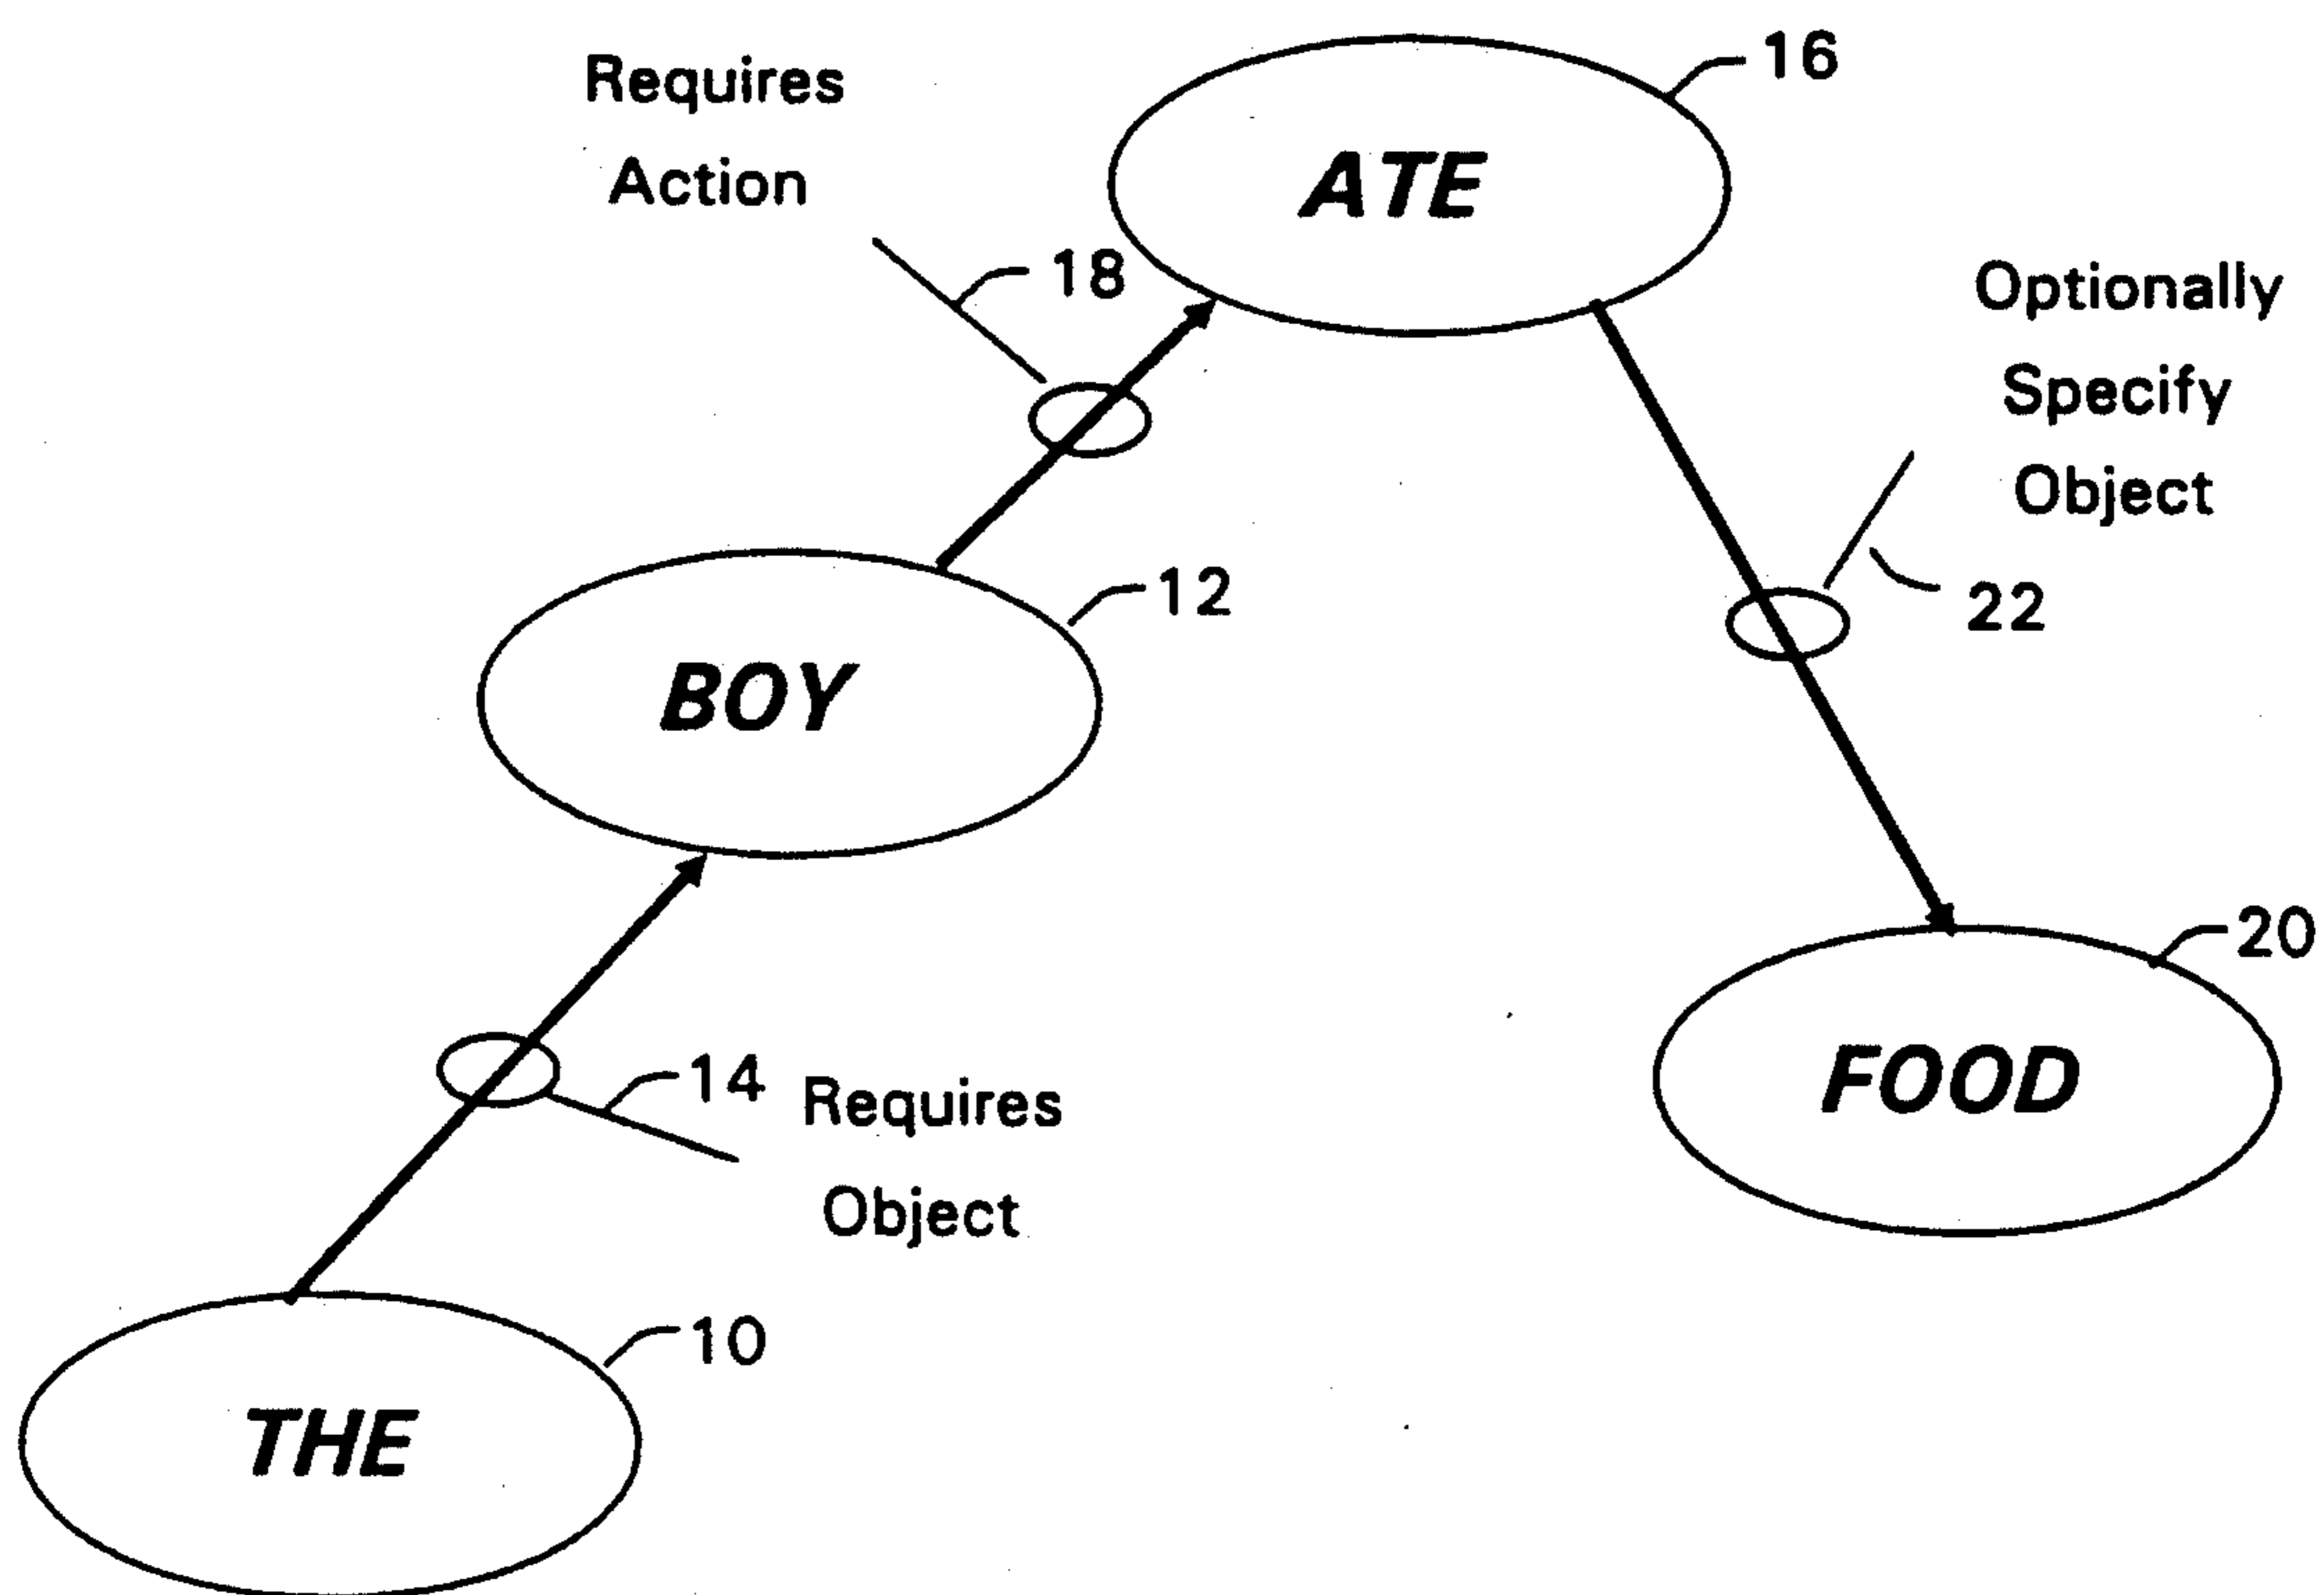 Requires
Action
16
ATE
18
Optionally
Specify
Object
22
12
BOY
20
FOOD
14
Requires
Object
10
THE